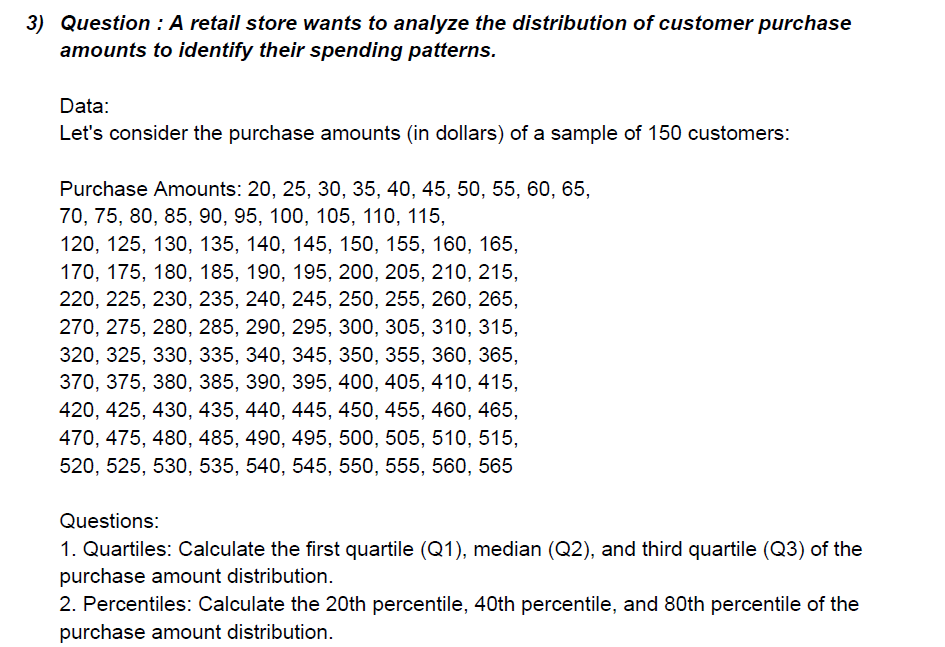 3) Question : A retail store wants to analyze the distribution of customer purchase
amounts to identify their spending patterns.
Data:
Let's consider the purchase amounts (in dollars) of a sample of 150 customers:
Purchase Amounts: 20, 25, 30, 35, 40, 45, 50, 55, 60, 65,
70, 75, 80, 85, 90, 95, 100, 105, 110, 115,
120, 125, 130, 135, 140, 145, 150, 155, 160, 165,
170, 175, 180, 185, 190, 195, 200, 205, 210, 215,
220, 225, 230, 235, 240, 245, 250, 255, 260, 265,
270, 275, 280, 285, 290, 295, 300, 305, 310, 315,
320, 325, 330, 335, 340, 345, 350, 355, 360, 365,
370, 375, 380, 385, 390, 395, 400, 405, 410, 415,
420, 425, 430, 435, 440, 445, 450, 455, 460, 465,
470, 475, 480, 485, 490, 495, 500, 505, 510, 515,
520, 525, 530, 535, 540, 545, 550, 555, 560, 565
Questions:
1. Quartiles: Calculate the first quartile (Q1), median (Q2), and third quartile (Q3) of the
purchase amount distribution.
2. Percentiles: Calculate the 20th percentile, 40th percentile, and 80th percentile of the
purchase amount distribution.